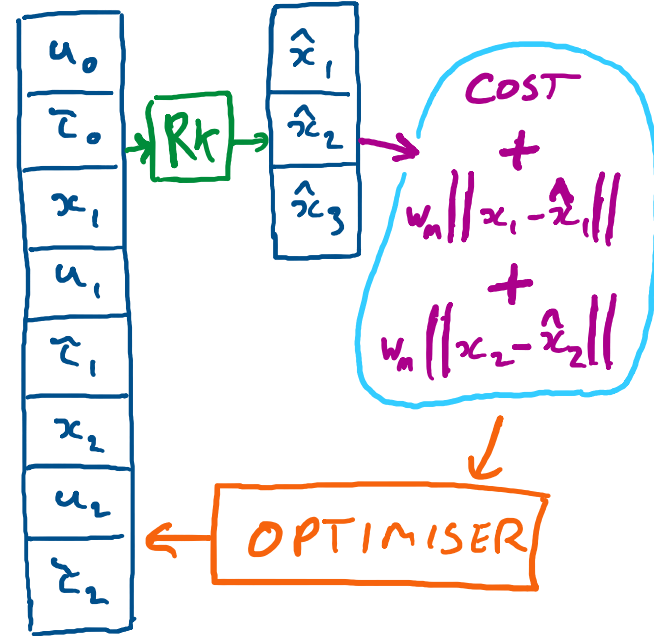 u₀
τ₀
x₁
u₁
τ₁
x₂
u₂
τ₂
RK
x̂₁
x̂₂
x̂₃
COST
+
wₘ||x₁-x̂₁||
+
wₘ||x₂-x̂₂||
OPTIMISER